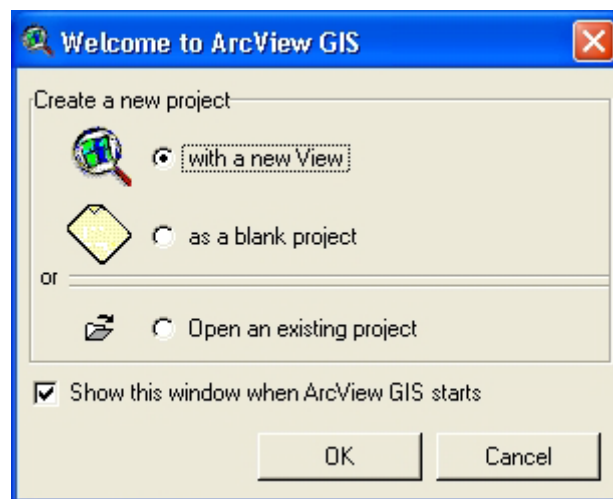 Welcome to ArcView GIS
Create a new project
with a new View
as a blank project
or
Open an existing project
Show this window when ArcView GIS starts
OK
Cancel